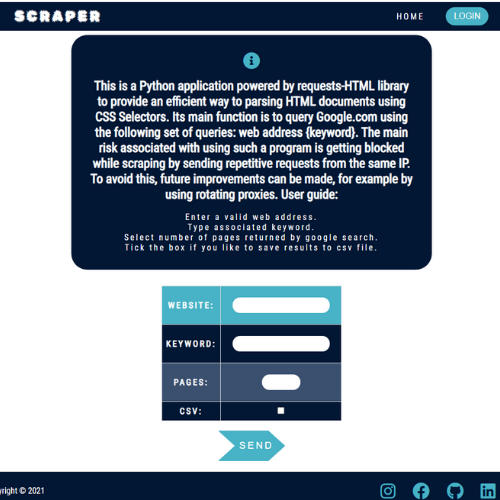 SCRAPER
HOME
LOGIN
This is a Python application powered by requests-HTML library
to provide an efficient way to parsing HTML documents using
CSS Selectors. Its main function is to query Google.com using
the following set of queries: web address {keyword}. The main
risk associated with using such a program is getting blocked
while scraping by sending repetitive requests from the same IP.
To avoid this, future improvements can be made, for example by
using rotating proxies. User guide:
Enter a valid web address.
Type associated keyword.
Select number of pages returned by google search.
Tick the box if you like to save results to csv file.
WEBSITE:
KEYWORD:
PAGES:
CSV:
SEND
yright © 2021